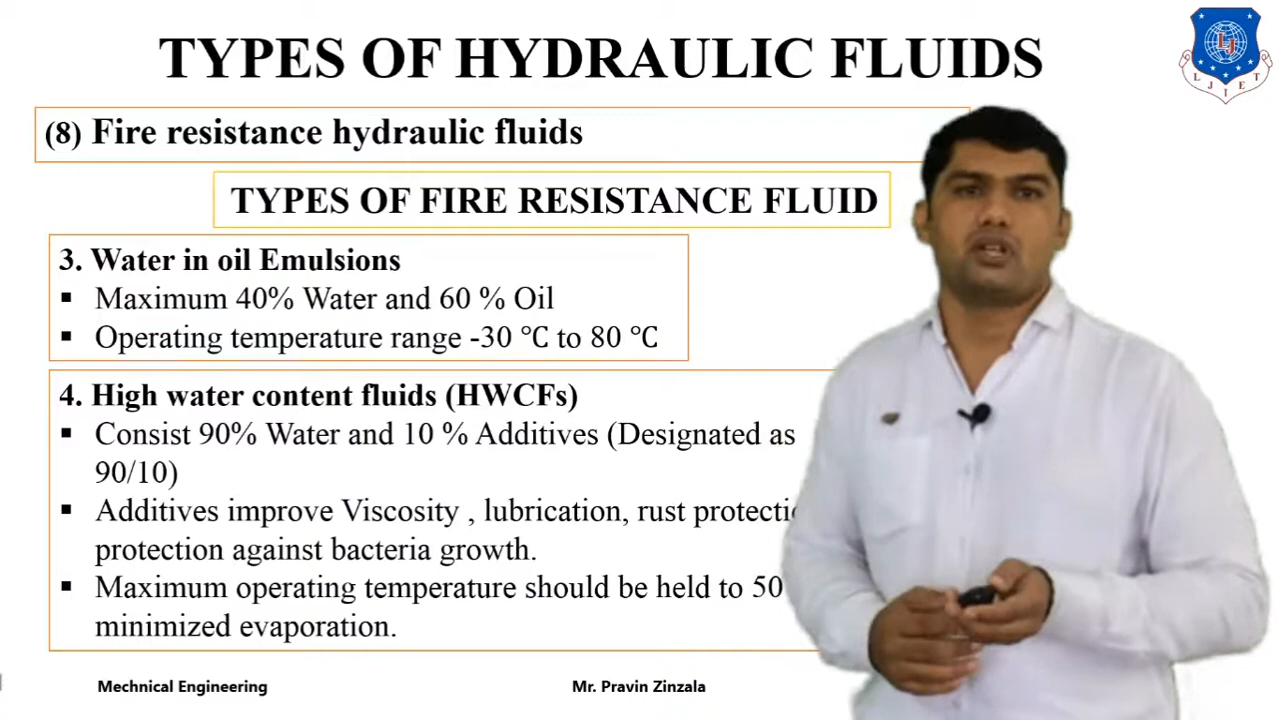 TYPES OF HYDRAULIC FLUIDS
LJIET
(8) Fire resistance hydraulic fluids
TYPES OF FIRE RESISTANCE FLUID
3. Water in oil Emulsions
▪ Maximum 40% Water and 60 % Oil
▪ Operating temperature range -30 ℃ to 80 ℃
4. High water content fluids (HWCFs)
▪ Consist 90% Water and 10 % Additives (Designated as
90/10)
▪ Additives improve Viscosity , lubrication, rust
protection against bacteria growth.
▪ Maximum operating temperature should be held to 50
minimized evaporation.
Mechnical Engineering
Mr. Pravin Zinzala